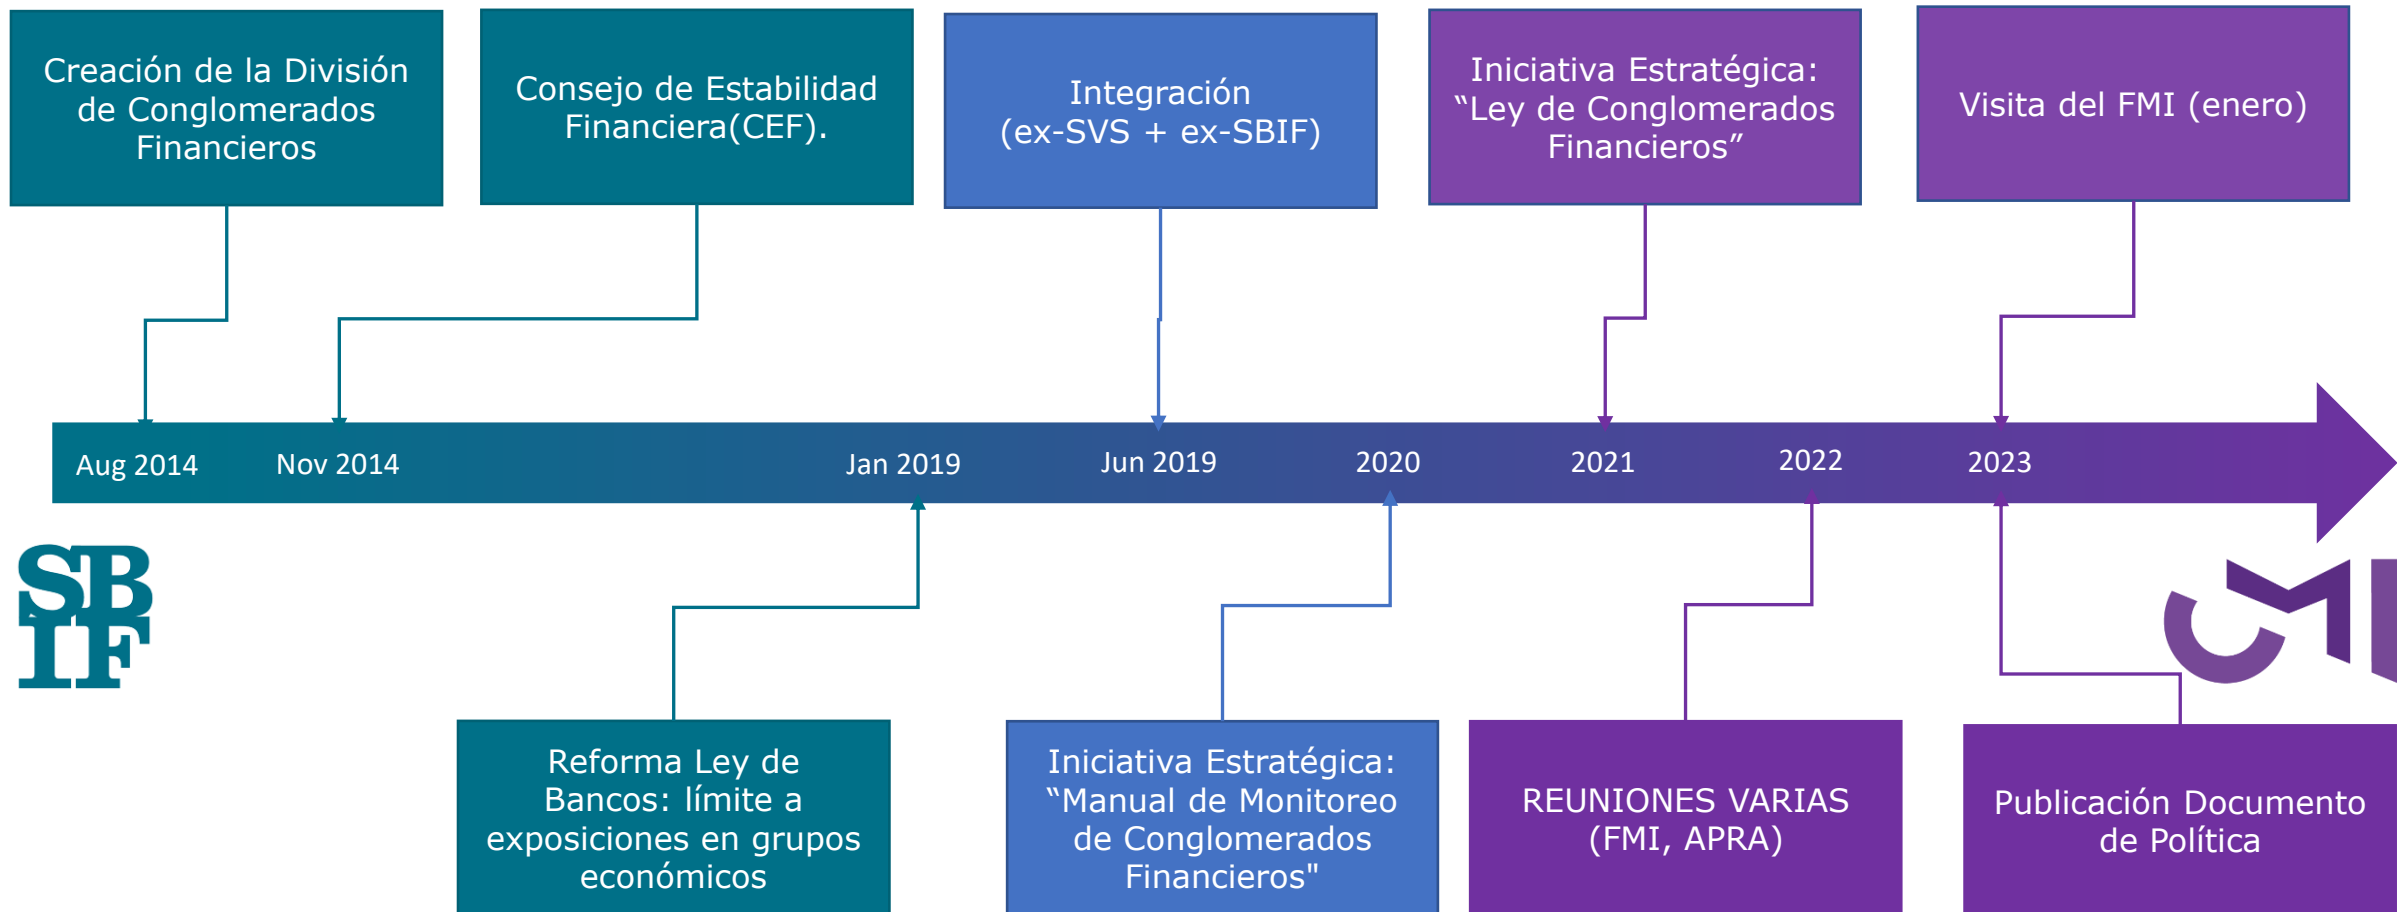 Creación de la División
de Conglomerados
Financieros
Consejo de Estabilidad
Financiera(CEF).
Integración
(ex-SVS + ex-SBIF)
Iniciativa Estratégica:
“Ley de Conglomerados
Financieros”
Visita del FMI (enero)
Aug 2014
Nov 2014
Jan 2019
Jun 2019
2020
2021
2022
2023
SB
IF
CM
Reforma Ley de
Bancos: límite a
exposiciones en grupos
económicos
Iniciativa Estratégica:
“Manual de Monitoreo
de Conglomerados
Financieros"
REUNIONES VARIAS
(FMI, APRA)
Publicación Documento
de Política